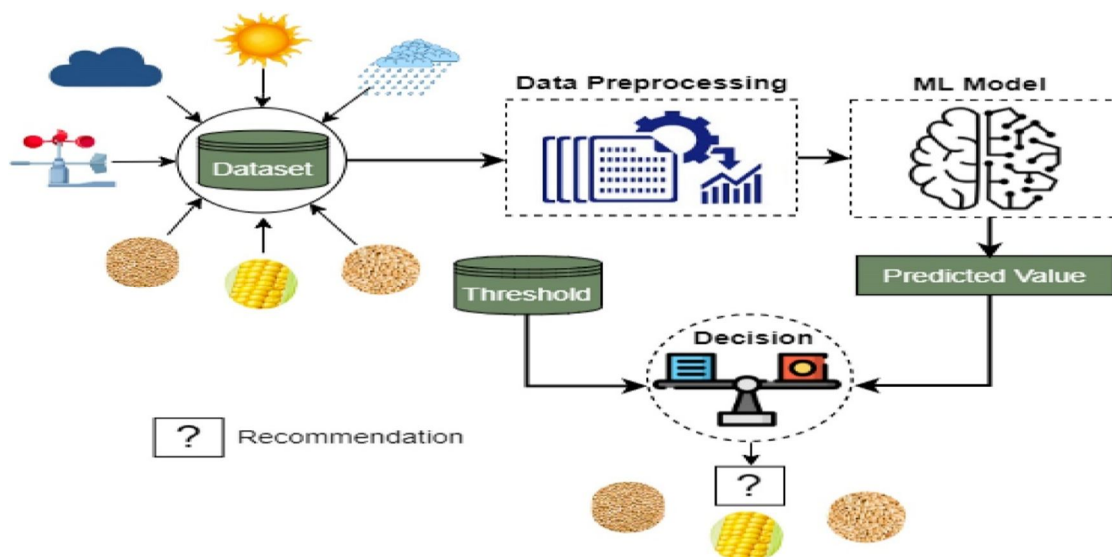 Data Preprocessing
ML Model
Dataset
Threshold
Predicted Value
Decision
?
Recommendation
?